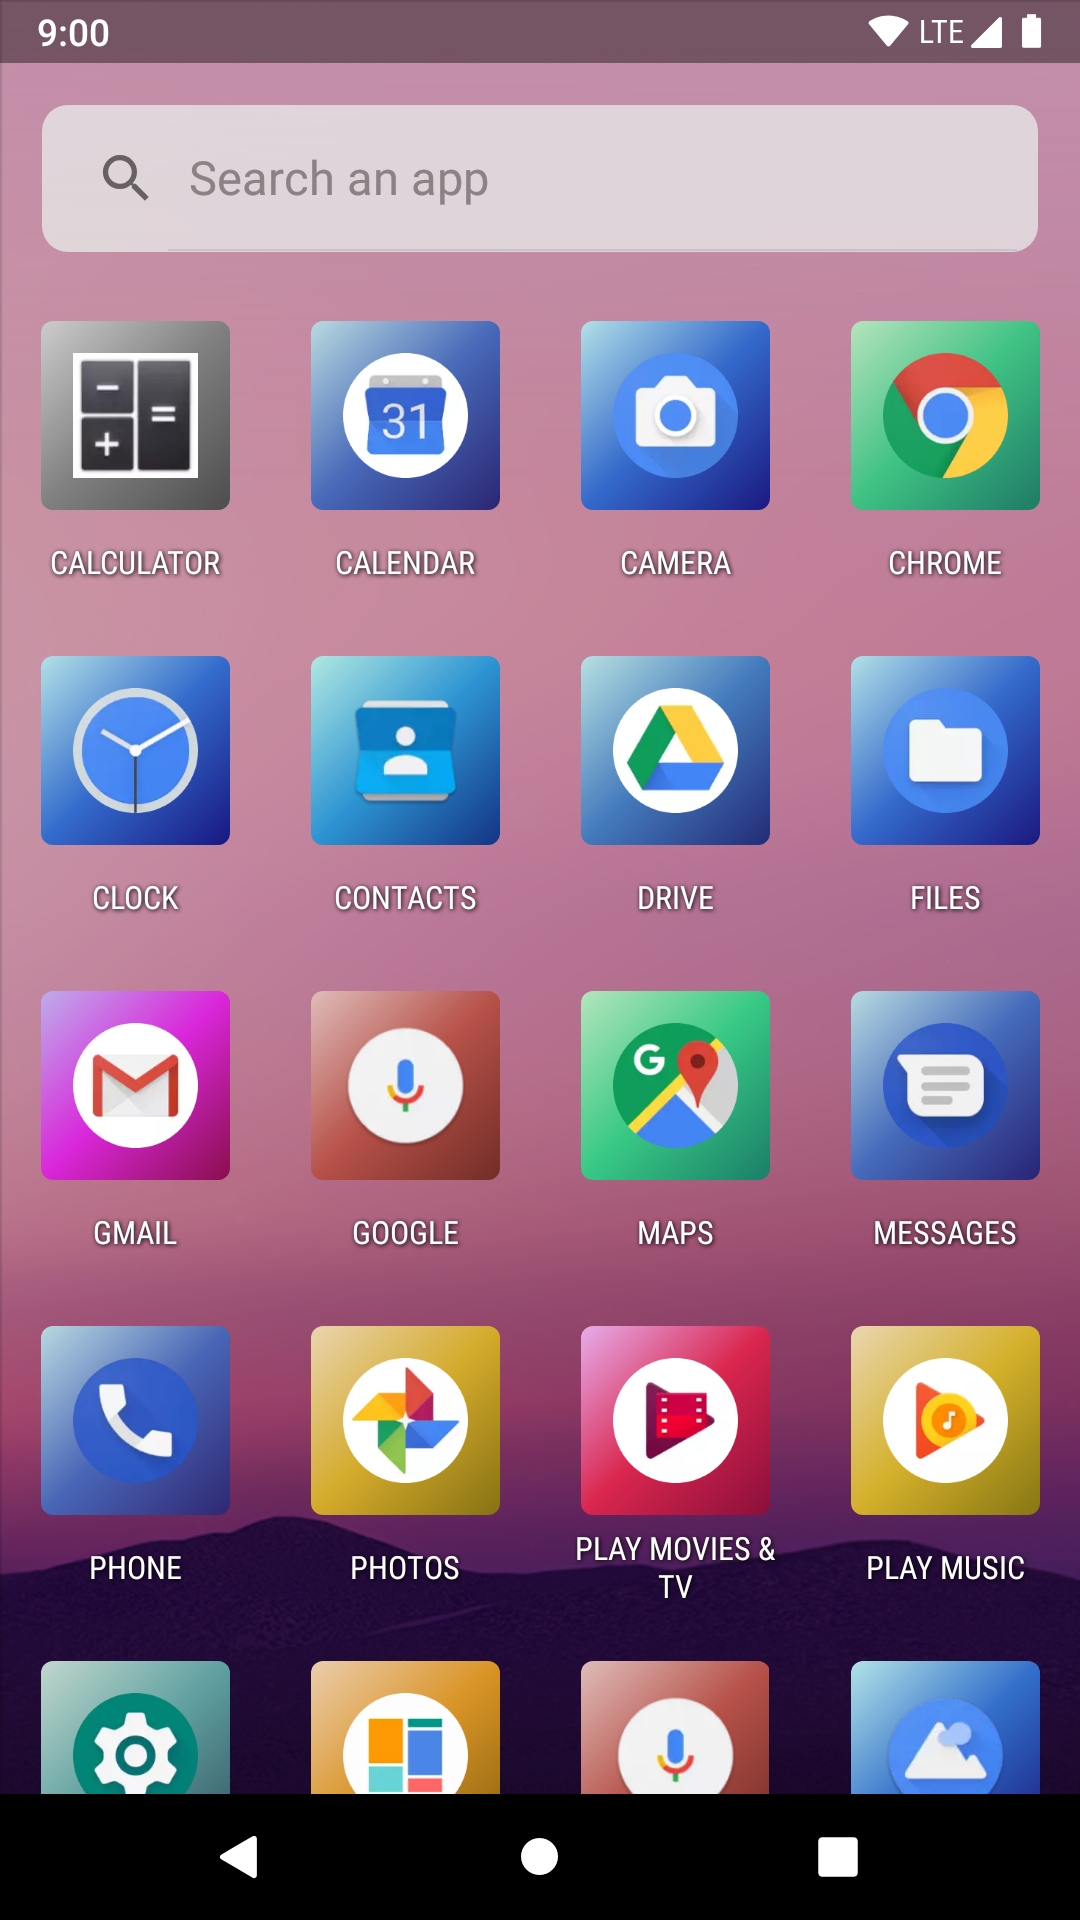 9:00 LTE
Search an app
31
CALCULATOR CALENDAR CAMERA CHROME
CLOCK CONTACTS DRIVE FILES
G
GMAIL GOOGLE MAPS MESSAGES
PHONE PHOTOS PLAY MOVIES & TV PLAY MUSIC